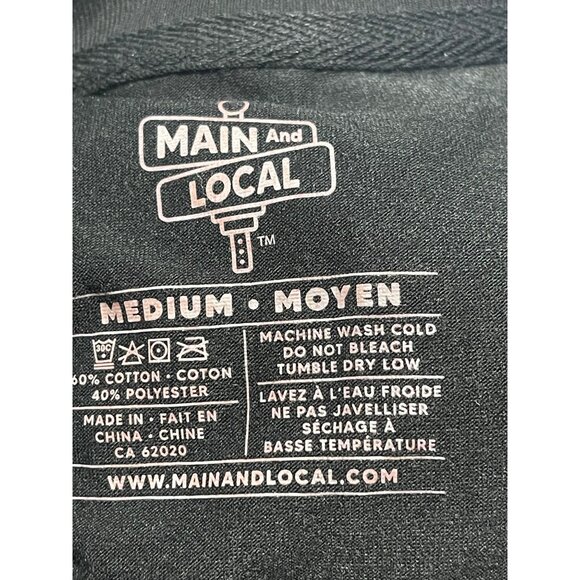 MAIN And
LOCAL
TM
MEDIUM • MOYEN
30C
60% COTTON • COTON
40% POLYESTER
MADE IN • FAIT EN
CHINA • CHINE
CA 62020
MACHINE WASH COLD
DO NOT BLEACH
TUMBLE DRY LOW
LAVEZ À L'EAU FROIDE
NE PAS JAVELLISER
SÉCHAGE À
BASSE TEMPÉRATURE
WWW.MAINANDLOCAL.COM